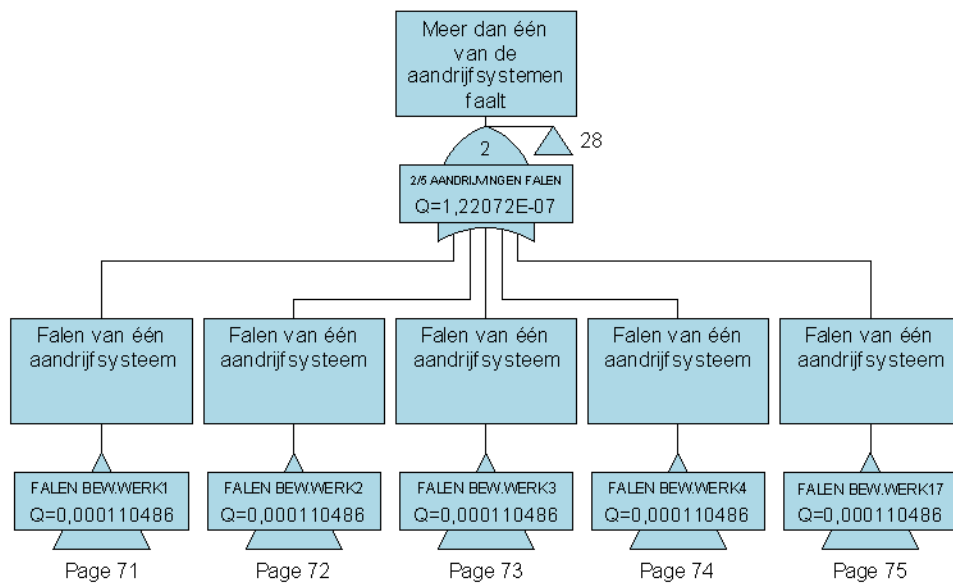 Meer dan één
van de
aandrijfsystemen
faalt
2
28
2/5 AANDRIJVINGEN FALEN
Q=1,22072E-07
Falen van één
aandrijfsysteem
Falen van één
aandrijfsysteem
Falen van één
aandrijfsysteem
Falen van één
aandrijfsysteem
Falen van één
aandrijfsysteem
FALEN BEW.WERK1
Q=0,000110486
FALEN BEW.WERK2
Q=0,000110486
FALEN BEW.WERK3
Q=0,000110486
FALEN BEW.WERK4
Q=0,000110486
FALEN BEW.WERK17
Q=0,000110486
Page 71
Page 72
Page 73
Page 74
Page 75